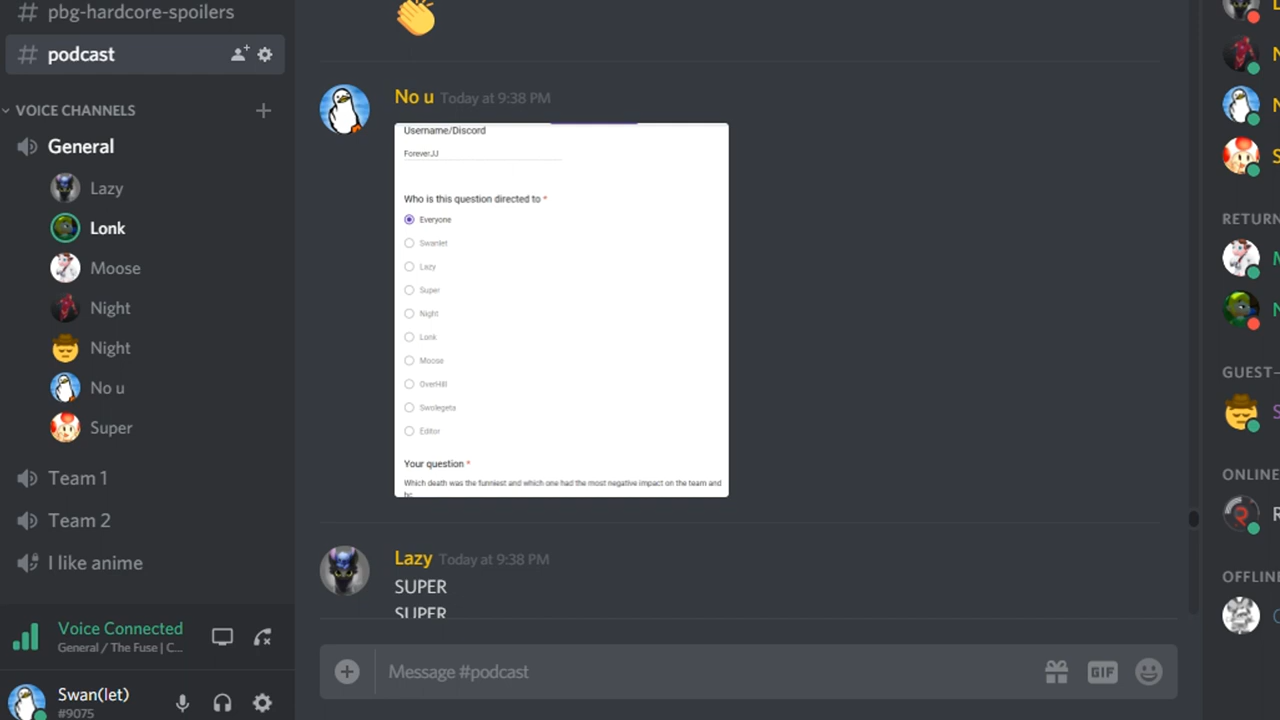 pbg-hardcore-spoilers
podcast
VOICE CHANNELS
General
Lazy
Lonk
Moose
Night
Night
No u
Super
Team 1
Team 2
I like anime
Voice Connected
General / The Fuse | C...
Swan(let)
#9075
No u Today at 9:38 PM
Username/Discord
ForeverJJ
Who is this question directed to *
Everyone
Swanlet
Lazy
Super
Night
Lonk
Moose
OverHill
Swolegeta
Editor
Your question *
Which death was the funniest and which one had the most negative impact on the team and
Lazy Today at 9:38 PM
SUPER
SUPER
Message #podcast
GIF
RETURN
GUEST-
ONLINE
OFFLINE